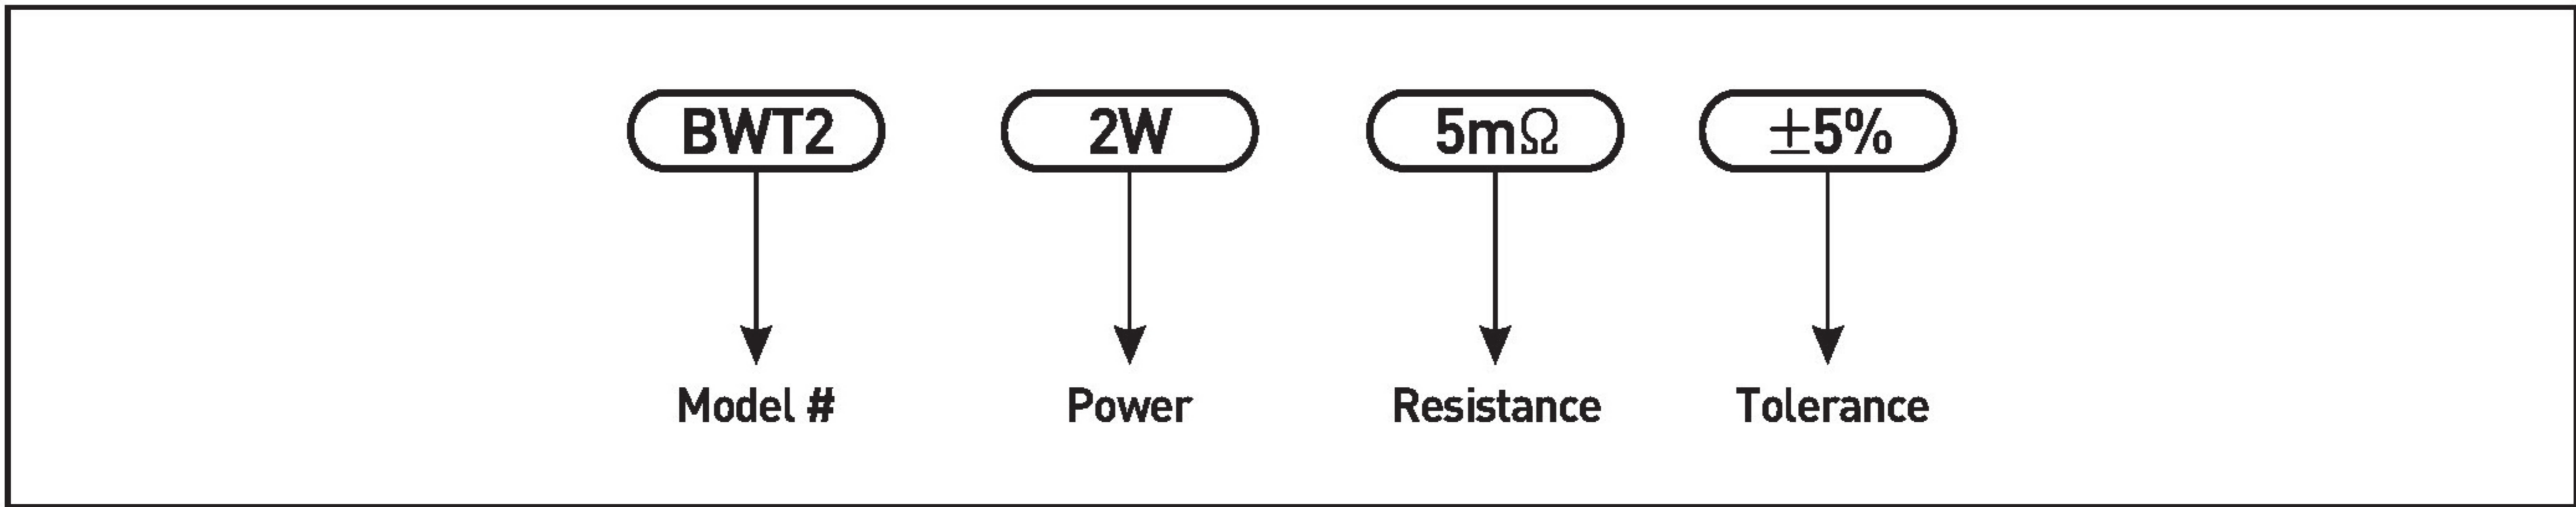 BWT2 2W 5mΩ ±5%
Model # Power Resistance Tolerance